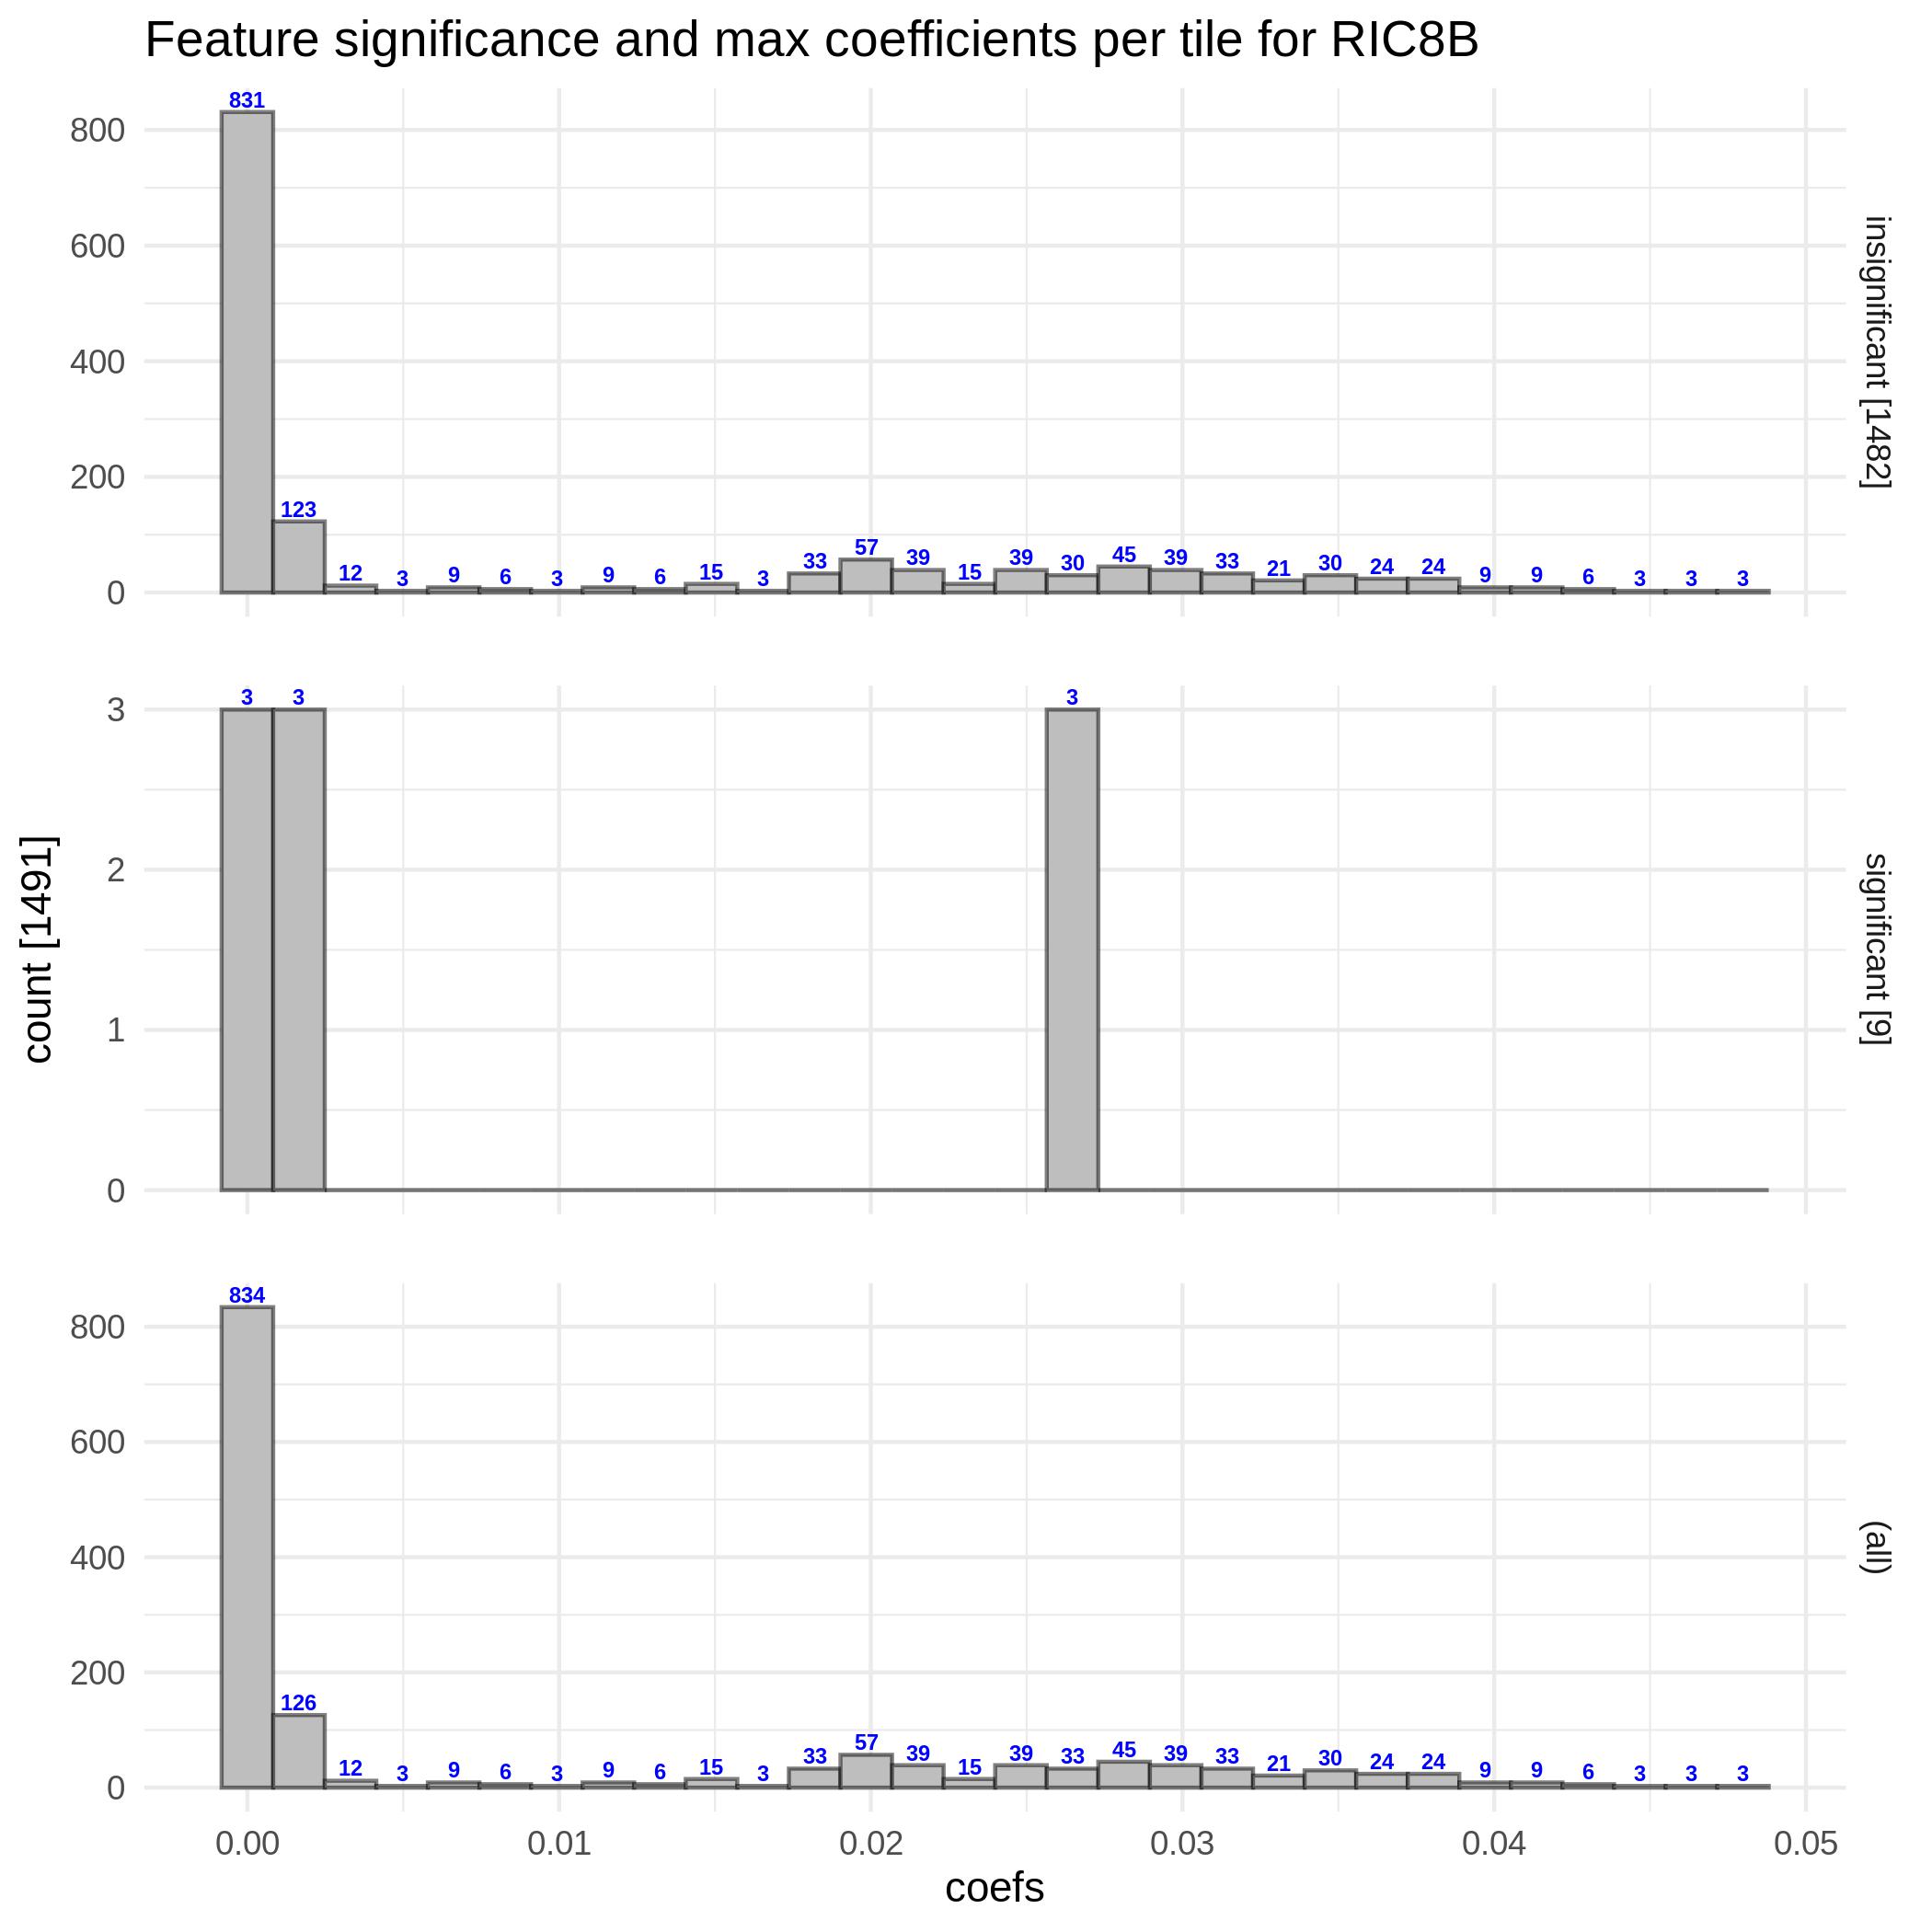 Feature significance and max coefficients per tile for RIC8B
831
800
600
400
200
0
123
12 3 9 6 3 9 6 15 3 33 57 39 15 39 30 45 39 33 21 30 24 24 9 9 6 3 3 3
insignificant [1482]
3 3 3
3
2
1
0
significant [9]
count [1491]
834
800
600
400
200
0
126
12 3 9 6 3 9 6 15 3 33 57 39 15 39 33 45 39 33 21 30 24 24 9 9 6 3 3 3
(all)
0.00 0.01 0.02 0.03 0.04 0.05
coefs